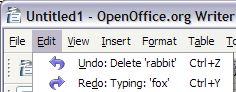 Untitled1 - OpenOffice.org Writer
File Edit View Insert Format Table
Undo: Delete 'rabbit' Ctrl+Z
Redo: Typing: 'fox' Ctrl+Y